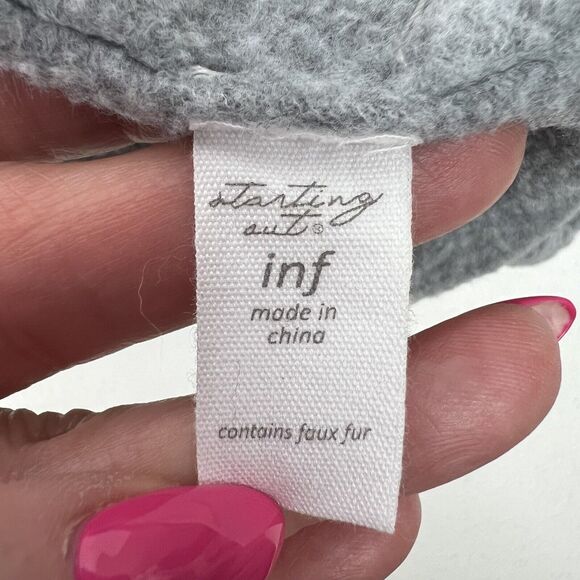 starting
out®
inf
made in
china
contains faux fur